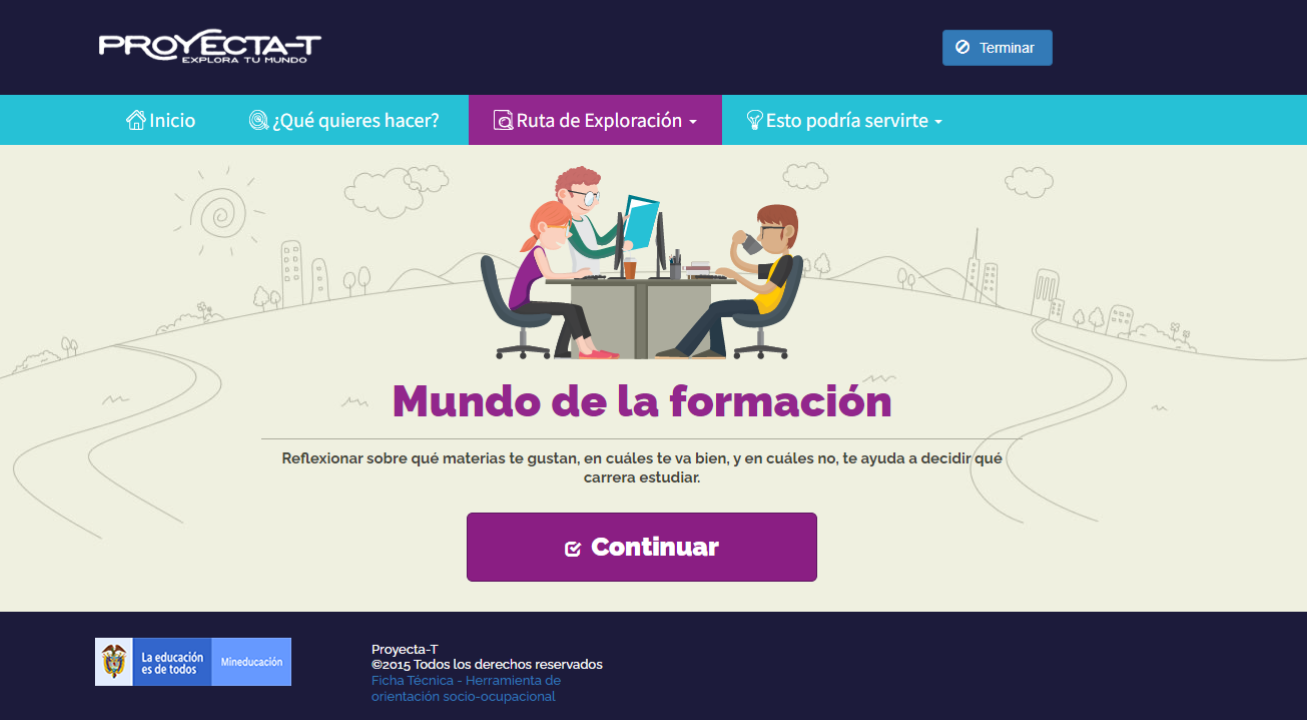 PROYECTA-T
EXPLORA TU MUNDO
Terminar
Inicio
¿Qué quieres hacer?
Ruta de Exploración
Esto podría servirte
Mundo de la formación
Reflexionar sobre qué materias te gustan, en cuáles te va bien, y en cuáles no, te ayuda a decidir qué
carrera estudiar.
Continuar
La educación
es de todos
Mineducación
Proyecta-T
©2015 Todos los derechos reservados
Ficha Técnica - Herramienta de
orientación socio-ocupacional